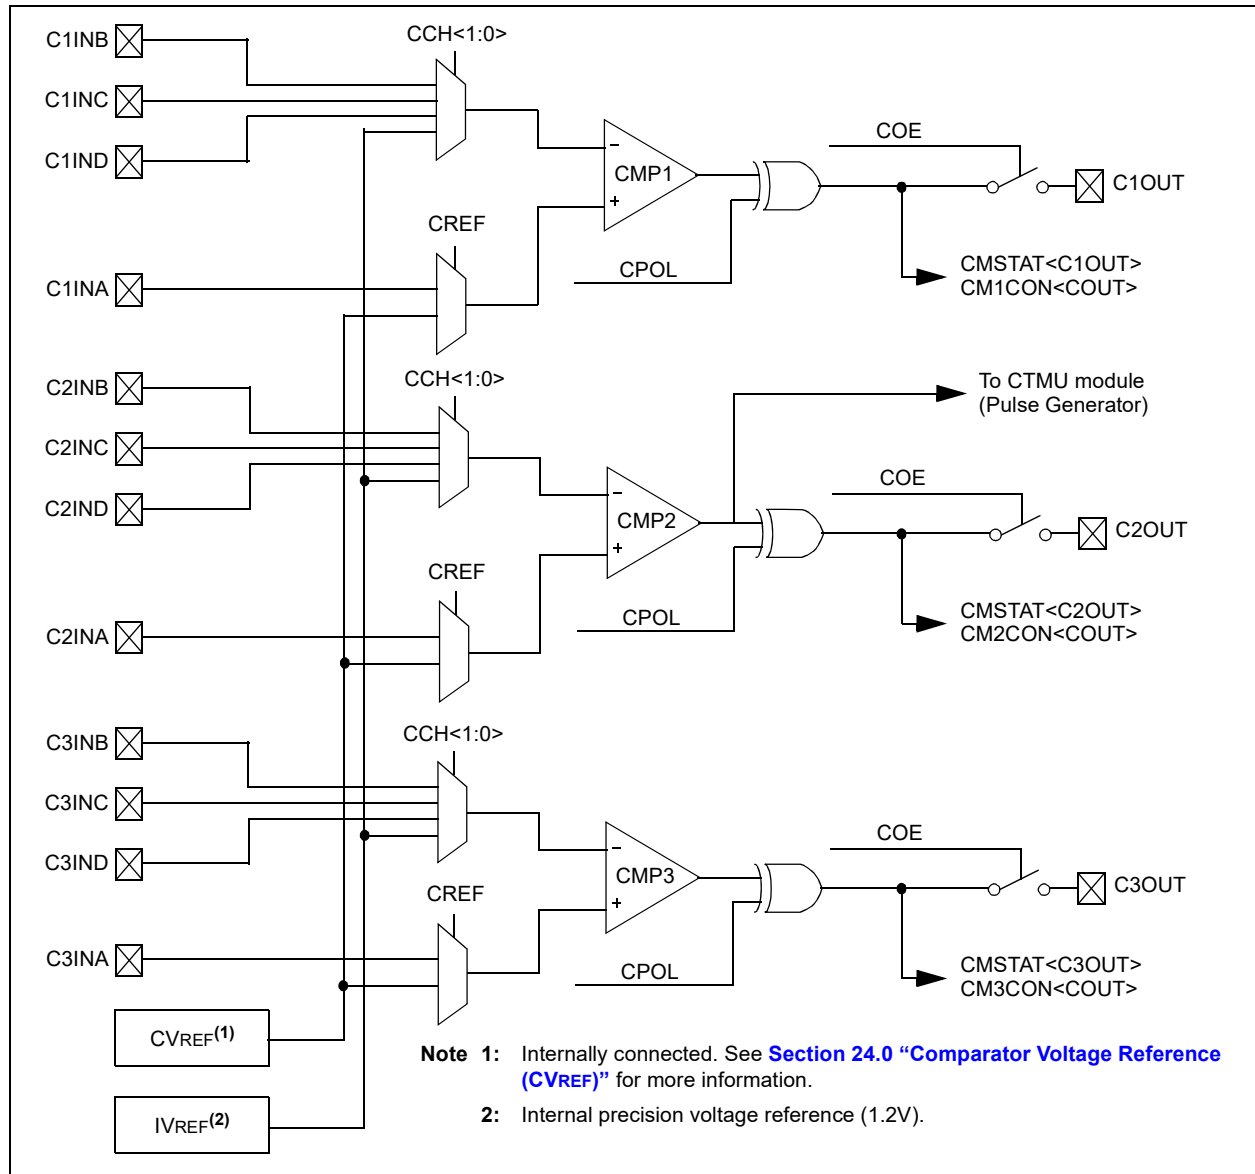 CCH<1:0>
C1INB
C1INC
C1IND
COE
CMP1
−
+
C1OUT
CREF
CPOL
C1INA
CMSTAT<C1OUT>
CM1CON<COUT>
CCH<1:0>
C2INB
C2INC
C2IND
To CTMU module
(Pulse Generator)
COE
CMP2
−
+
C2OUT
CREF
CPOL
C2INA
CMSTAT<C2OUT>
CM2CON<COUT>
CCH<1:0>
C3INB
C3INC
C3IND
COE
CMP3
−
+
C3OUT
CREF
CPOL
C3INA
CMSTAT<C3OUT>
CM3CON<COUT>
CVREF(1)
IVREF(2)
Note 1: Internally connected. See Section 24.0 “Comparator Voltage Reference
(CVREF)” for more information.
2: Internal precision voltage reference (1.2V).